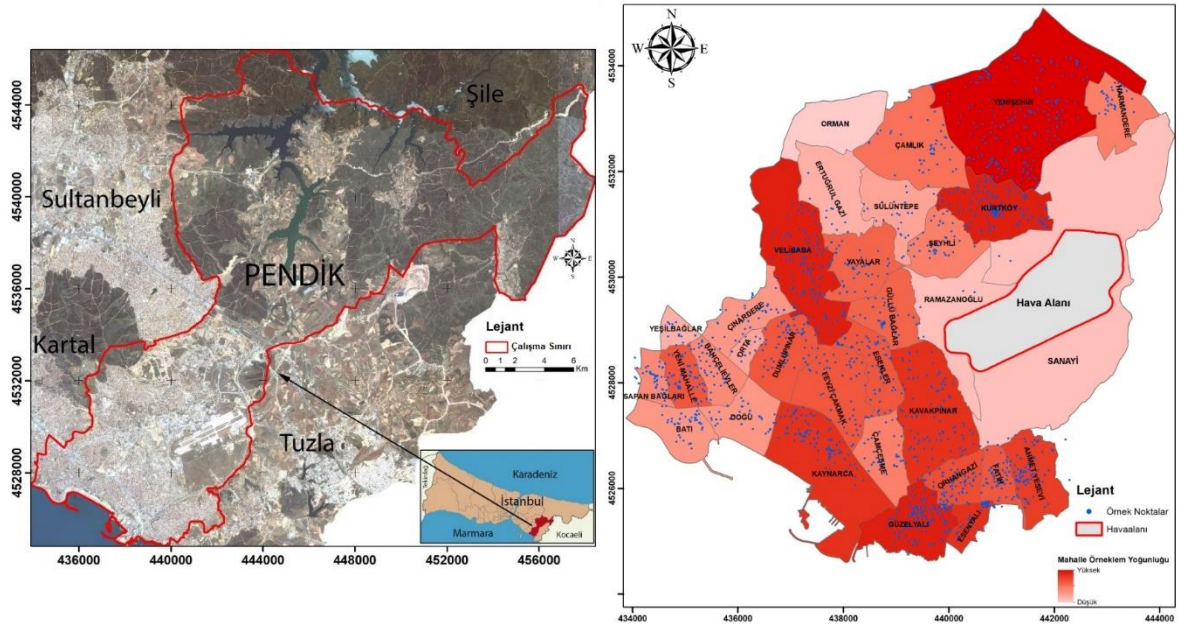 4544000
4540000
4536000
4532000
4528000
436000
440000
444000
448000
452000
456000
Şile
Sultanbeyli
PENDİK
Kartal
Tuzla
Lejant
Çalışma Sınırı
0 1 2 4 6
Km
N
W E
S
Karadeniz
Tekirdağ
İstanbul
Marmara
Kocaeli
N
W E
S
4534000
4532000
4530000
4528000
4526000
434000
436000
438000
440000
442000
444000
YENİŞEHİR
HARMANDERE
ORMAN
ÇAMLIK
ERTUĞRUL GAZİ
SÜLÜNTEPE
KURTKÖY
ŞEYHLİ
VELİBABA
YAYALAR
RAMAZANOĞLU
Hava Alanı
GÜLLÜ BAĞLAR
SANAYİ
ÇINARDERE
YEŞİLBAĞLAR
ORTA
BAHÇELİEVLER
DUMLUPINAR
ESENLER
YENİ MAHALLE
FEVZİ ÇAKMAK
SAPAN BAĞLARI
KAVAKPINAR
DOĞU
BATI
ÇAMÇEŞME
KAYNARCA
ORHANGAZİ
FATİH
AHMET YESEVİ
GÜZELYALI
ESENYALI
Lejant
Örnek Noktalar
Havaalanı
Mahalle Örneklem Yoğunluğu
Yüksek
Düşük